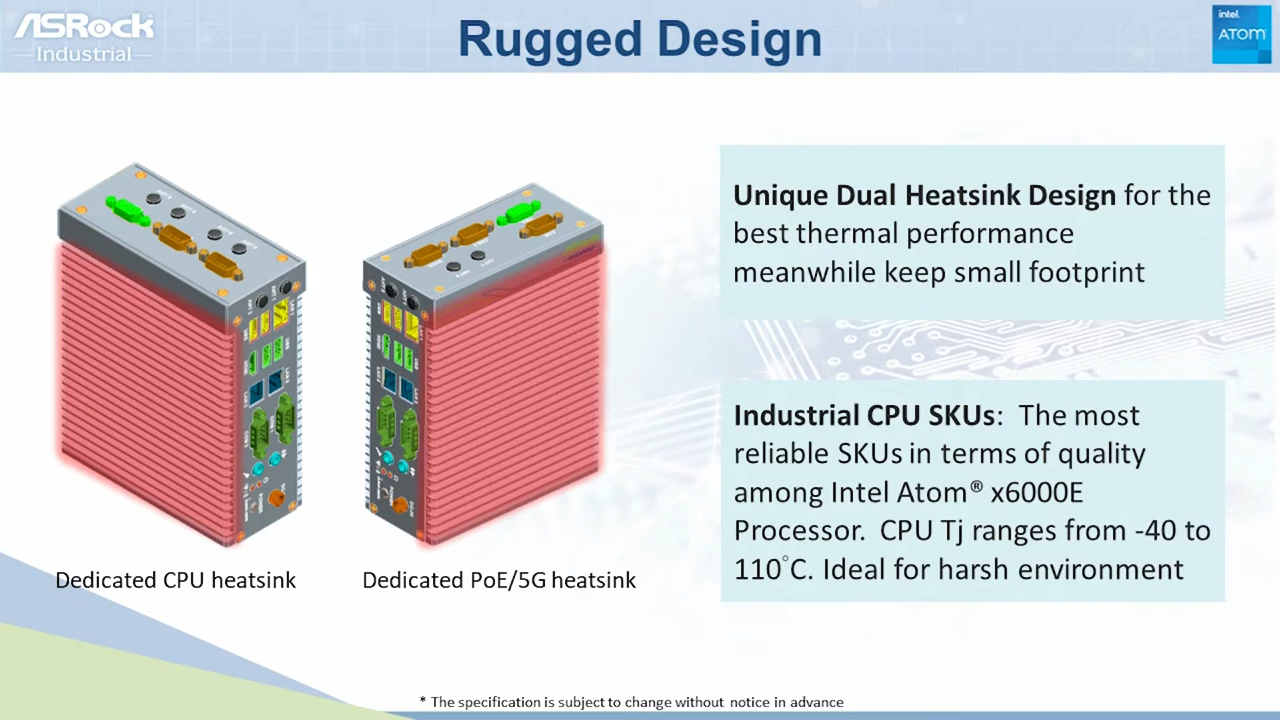 ASRock
Industrial
Rugged Design
intel.
ATOM
Unique Dual Heatsink Design for the
best thermal performance
meanwhile keep small footprint
Industrial CPU SKUs:  The most
reliable SKUs in terms of quality
among Intel Atom® x6000E
Processor.  CPU Tj ranges from -40 to
110°C. Ideal for harsh environment
Dedicated CPU heatsink
Dedicated PoE/5G heatsink
* The specification is subject to change without notice in advance